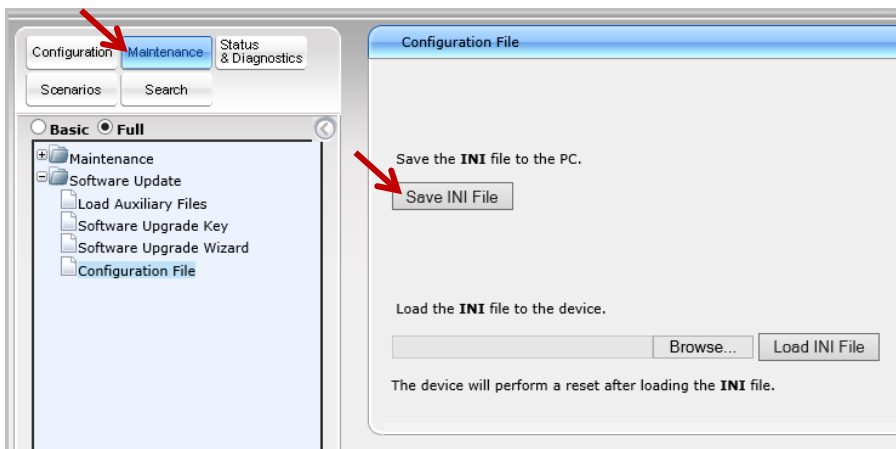 Configuration
Maintenance
Status
& Diagnostics
Scenarios
Search
Basic
Full
Maintenance
Software Update
Load Auxiliary Files
Software Upgrade Key
Software Upgrade Wizard
Configuration File
Configuration File
Save the INI file to the PC.
Save INI File
Load the INI file to the device.
Browse...
Load INI File
The device will perform a reset after loading the INI file.